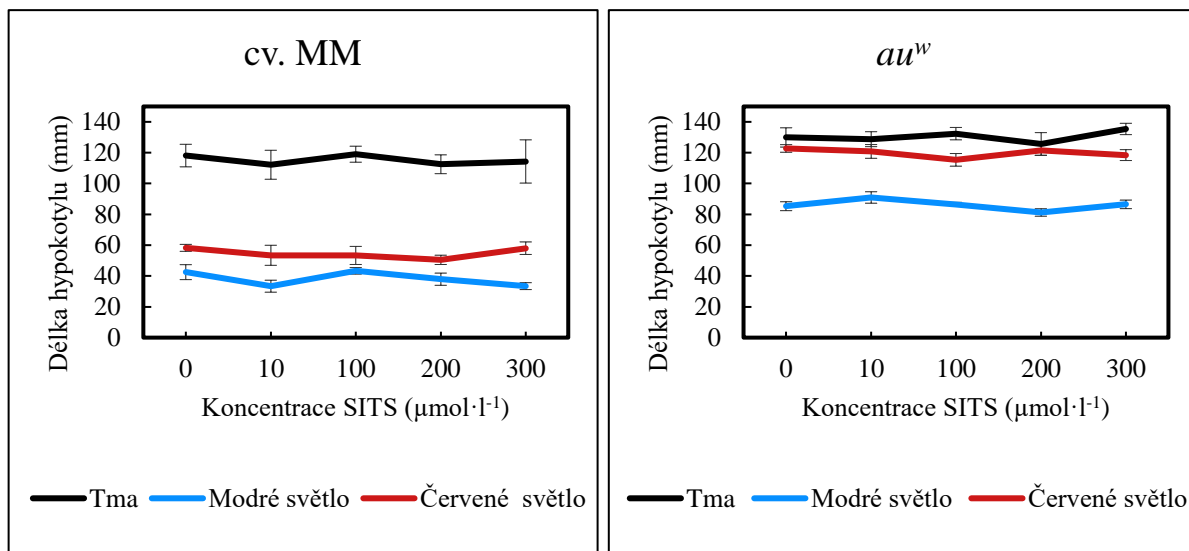 cv. MM
Délka hypokotylu (mm)
140
120
100
80
60
40
20
0
0 10 100 200 300
Koncentrace SITS (µmol·l-1)
Tma Modré světlo Červené světlo
au^w
Délka hypokotylu (mm)
140
120
100
80
60
40
20
0
0 10 100 200 300
Koncentrace SITS (µmol·l-1)
Tma Modré světlo Červené světlo